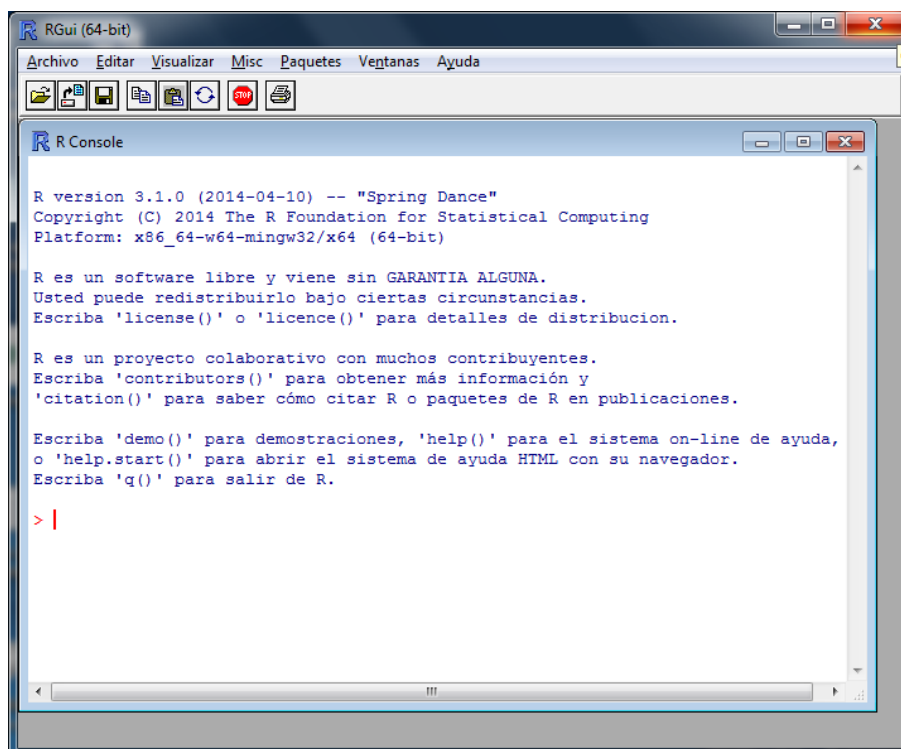 RGui (64-bit)
Archivo Editar Visualizar Misc Paquetes Ventanas Ayuda
STOP
R Console
R version 3.1.0 (2014-04-10) -- "Spring Dance"
Copyright (C) 2014 The R Foundation for Statistical Computing
Platform: x86_64-w64-mingw32/x64 (64-bit)
R es un software libre y viene sin GARANTIA ALGUNA.
Usted puede redistribuirlo bajo ciertas circunstancias.
Escriba 'license()' o 'licence()' para detalles de distribucion.
R es un proyecto colaborativo con muchos contribuyentes.
Escriba 'contributors()' para obtener más información y
'citation()' para saber cómo citar R o paquetes de R en publicaciones.
Escriba 'demo()' para demostraciones, 'help()' para el sistema on-line de ayuda,
o 'help.start()' para abrir el sistema de ayuda HTML con su navegador.
Escriba 'q()' para salir de R.
>